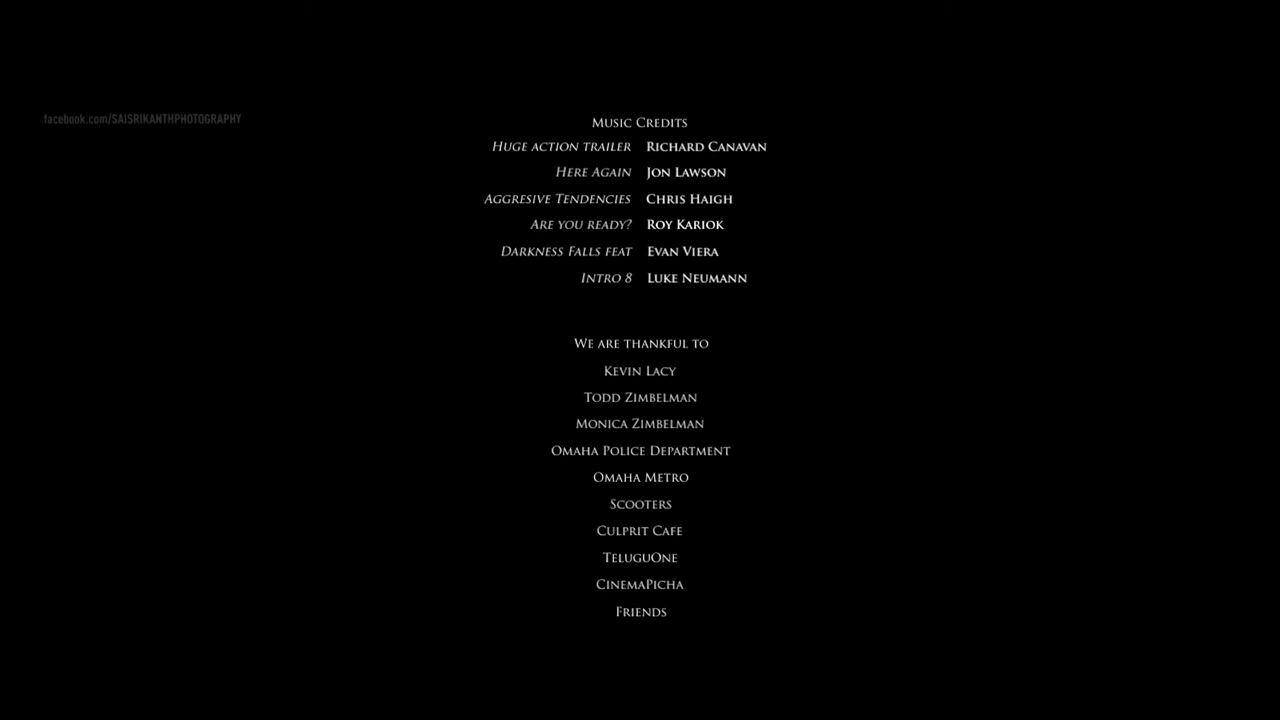 facebook.com/SAISRIKANTHPHOTOGRAPHY
Music Credits
Huge action trailer Richard Canavan
Here Again Jon Lawson
Aggresive Tendencies Chris Haigh
Are you ready? Roy Kariok
Darkness Falls feat Evan Viera
Intro 8 Luke Neumann
We are thankful to
Kevin Lacy
Todd Zimbelman
Monica Zimbelman
Omaha Police Department
Omaha Metro
Scooters
Culprit Cafe
TeluguOne
CinemaPicha
Friends